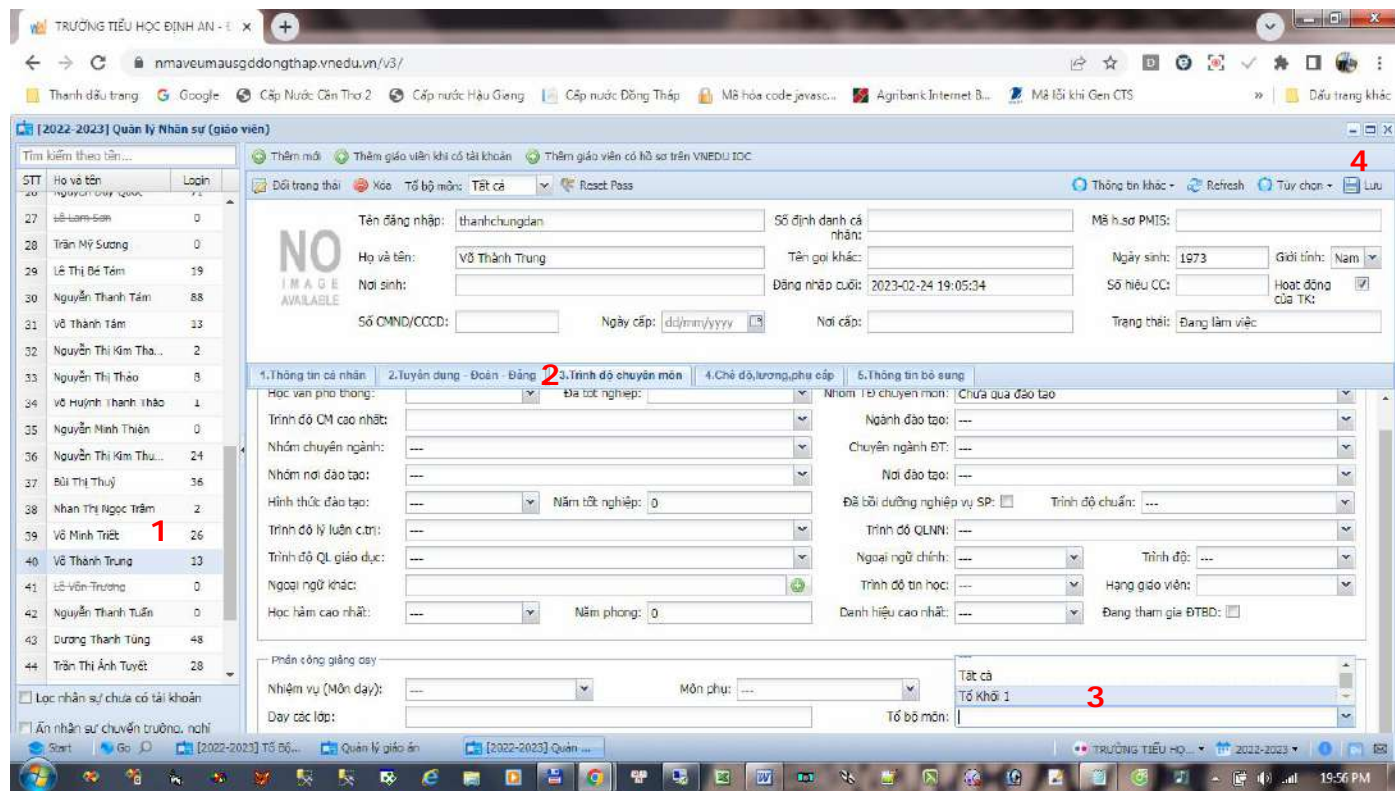 TRƯỜNG TIỂU HỌC ĐỊNH AN - Đ
nmaveumausgddongthap.vnedu.vn/v3/
Thanh dấu trang Google Cấp Nước Cần Thơ 2 Cấp nước Hậu Giang Cấp nước Đồng Tháp Mã hóa code javasc... Agribank Internet B... Mã lỗi khi Gen CTS » Dấu trang khác
[2022-2023] Quản lý Nhân sự (giáo viên)
Tìm kiếm theo tên... Thêm mới Thêm giáo viên khi có tài khoản Thêm giáo viên có hồ sơ trên VNEDU IOC
4
STT Họ và tên Login Đổi trạng thái Xóa Tổ bộ môn: Tất cả Reset Pass Thông tin khác Refresh Tùy chọn Lưu
27 Lê Lam Sơn 0
28 Trần Mỹ Sương 0
29 Lê Thị Bé Tám 19
30 Nguyễn Thanh Tám 88
31 Võ Thành Tâm 13
32 Nguyễn Thị Kim Tha... 2
33 Nguyễn Thị Thảo 8
34 Võ Huỳnh Thanh Thảo 1
35 Nguyễn Minh Thiện 0
36 Nguyễn Thị Kim Thu... 24
37 Bùi Thị Thuỷ 36
38 Nhan Thị Ngọc Trâm 2
39 Võ Minh Triết 1 26
40 Võ Thành Trung 13
41 Lê Văn Trương 0
42 Nguyễn Thanh Tuấn 0
43 Dương Thanh Tùng 48
44 Trần Thị Ánh Tuyết 28
Lọc nhân sự chưa có tài khoản
Ẩn nhân sự chuyển trường, nghỉ
NO IMAGE AVAILABLE
Tên đăng nhập: thanhchungdan Số định danh cá nhân: Mã h.sơ PMIS:
Họ và tên: Võ Thành Trung Tên gọi khác: Ngày sinh: 1973 Giới tính: Nam
Nơi sinh: Đăng nhập cuối: 2023-02-24 19:05:34 Số hiệu CC: Hoạt động của TK:
Số CMND/CCCD: Ngày cấp: dd/mm/yyyy Nơi cấp: Trạng thái: Đang làm việc
1.Thông tin cá nhân 2.Tuyển dụng - Đoàn - Đảng 2 3.Trình độ chuyên môn 4.Chế độ,lương,phụ cấp 5.Thông tin bổ sung
Học vấn phổ thông: Đã tốt nghiệp: Nhóm TĐ chuyên môn: Chưa qua đào tạo
Trình độ CM cao nhất: Ngành đào tạo: ---
Nhóm chuyên ngành: --- Chuyên ngành ĐT: ---
Nhóm nơi đào tạo: --- Nơi đào tạo: ---
Hình thức đào tạo: --- Năm tốt nghiệp: 0 Đã bồi dưỡng nghiệp vụ SP: Trình độ chuẩn: ---
Trình độ lý luận c.trị: --- Trình độ QLNN: ---
Trình độ QL giáo dục: --- Ngoại ngữ chính: --- Trình độ: ---
Ngoại ngữ khác: Trình độ tin học: --- Hạng giáo viên:
Học hàm cao nhất: --- Năm phong: 0 Danh hiệu cao nhất: --- Đang tham gia ĐTBD:
Phân công giảng dạy
---
Tất cả
Nhiệm vụ (Môn dạy): --- Môn phụ: --- Tổ Khối 1 3
Dạy các lớp: Tổ bộ môn:
Start Go [2022-2023] Tổ Bộ... Quản lý giáo án [2022-2023] Quản ... TRƯỜNG TIỂU HỌ... 2022-2023
19:56 PM